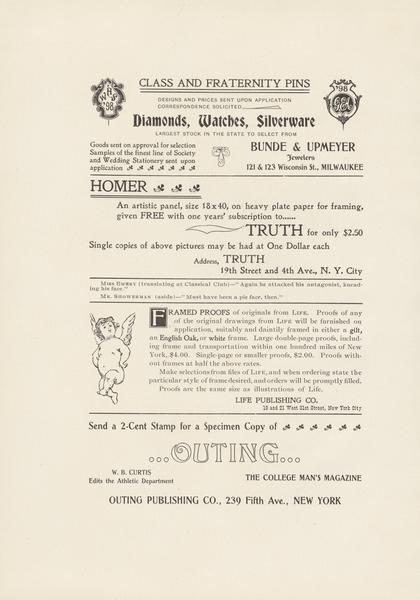 CLASS AND FRATERNITY PINS
DESIGNS AND PRICES SENT UPON APPLICATION
CORRESPONDENCE SOLICITED
'98
'98
Diamonds, Watches, Silverware
LARGEST STOCK IN THE STATE TO SELECT FROM
Goods sent on approval for selection
Samples of the finest line of Society
and Wedding Stationery sent upon
application
BUNDE & UPMEYER
Jewelers
121 & 123 Wisconsin St., MILWAUKEE
HOMER
An artistic panel, size 18x40, on heavy plate paper for framing,
given FREE with one years' subscription to......
TRUTH for only $2.50
Single copies of above pictures may be had at One Dollar each
Address, TRUTH
19th Street and 4th Ave., N. Y. City
MISS EMERY (translating at Classical Club)—"Again he attacked his antagonist, knead-
ing his face."
MR. SHOWERMAN (aside)—"Must have been a pie face, then."
FRAMED PROOFS of originals from LIFE. Proofs of any
of the original drawings from LIFE will be furnished on
application, suitably and daintily framed in either a gilt,
an English Oak, or white frame. Large double-page proofs, includ-
ing frame and transportation within one hundred miles of New
York, $4.00. Single-page or smaller proofs, $2.00. Proofs with-
out frames at half the above rates.
Make selections from files of LIFE, and when ordering state the
particular style of frame desired, and orders will be promptly filled.
Proofs are the same size as illustrations of Life.
LIFE PUBLISHING CO.
19 and 21 West 31st Street, New York City
Send a 2-Cent Stamp for a Specimen Copy of
...OUTING...
W. B. CURTIS
Edits the Athletic Department
THE COLLEGE MAN'S MAGAZINE
OUTING PUBLISHING CO., 239 Fifth Ave., NEW YORK